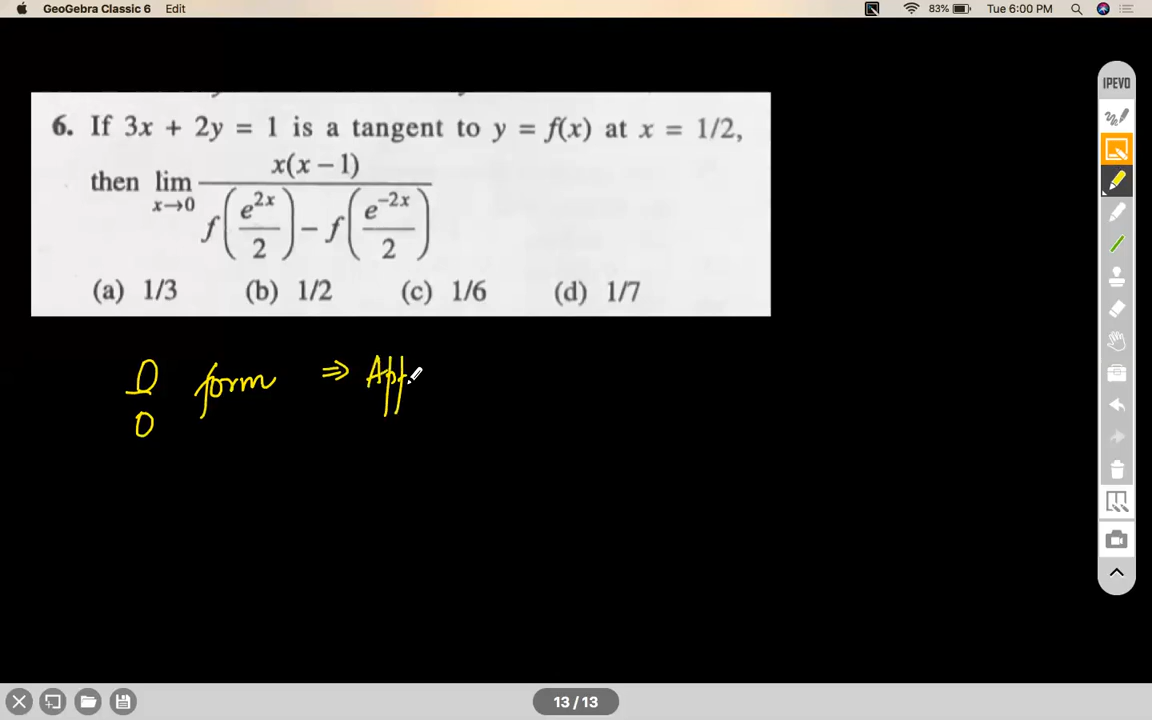 GeoGebra Classic 6 Edit 83% Tue 6:00 PM
IPEVO
6. If 3x + 2y = 1 is a tangent to y = f(x) at x = 1/2,
then lim x→0 x(x – 1) / f(e^2x / 2) – f(e^-2x / 2)
(a) 1/3 (b) 1/2 (c) 1/6 (d) 1/7
0/0 form ⇒ App
13 / 13